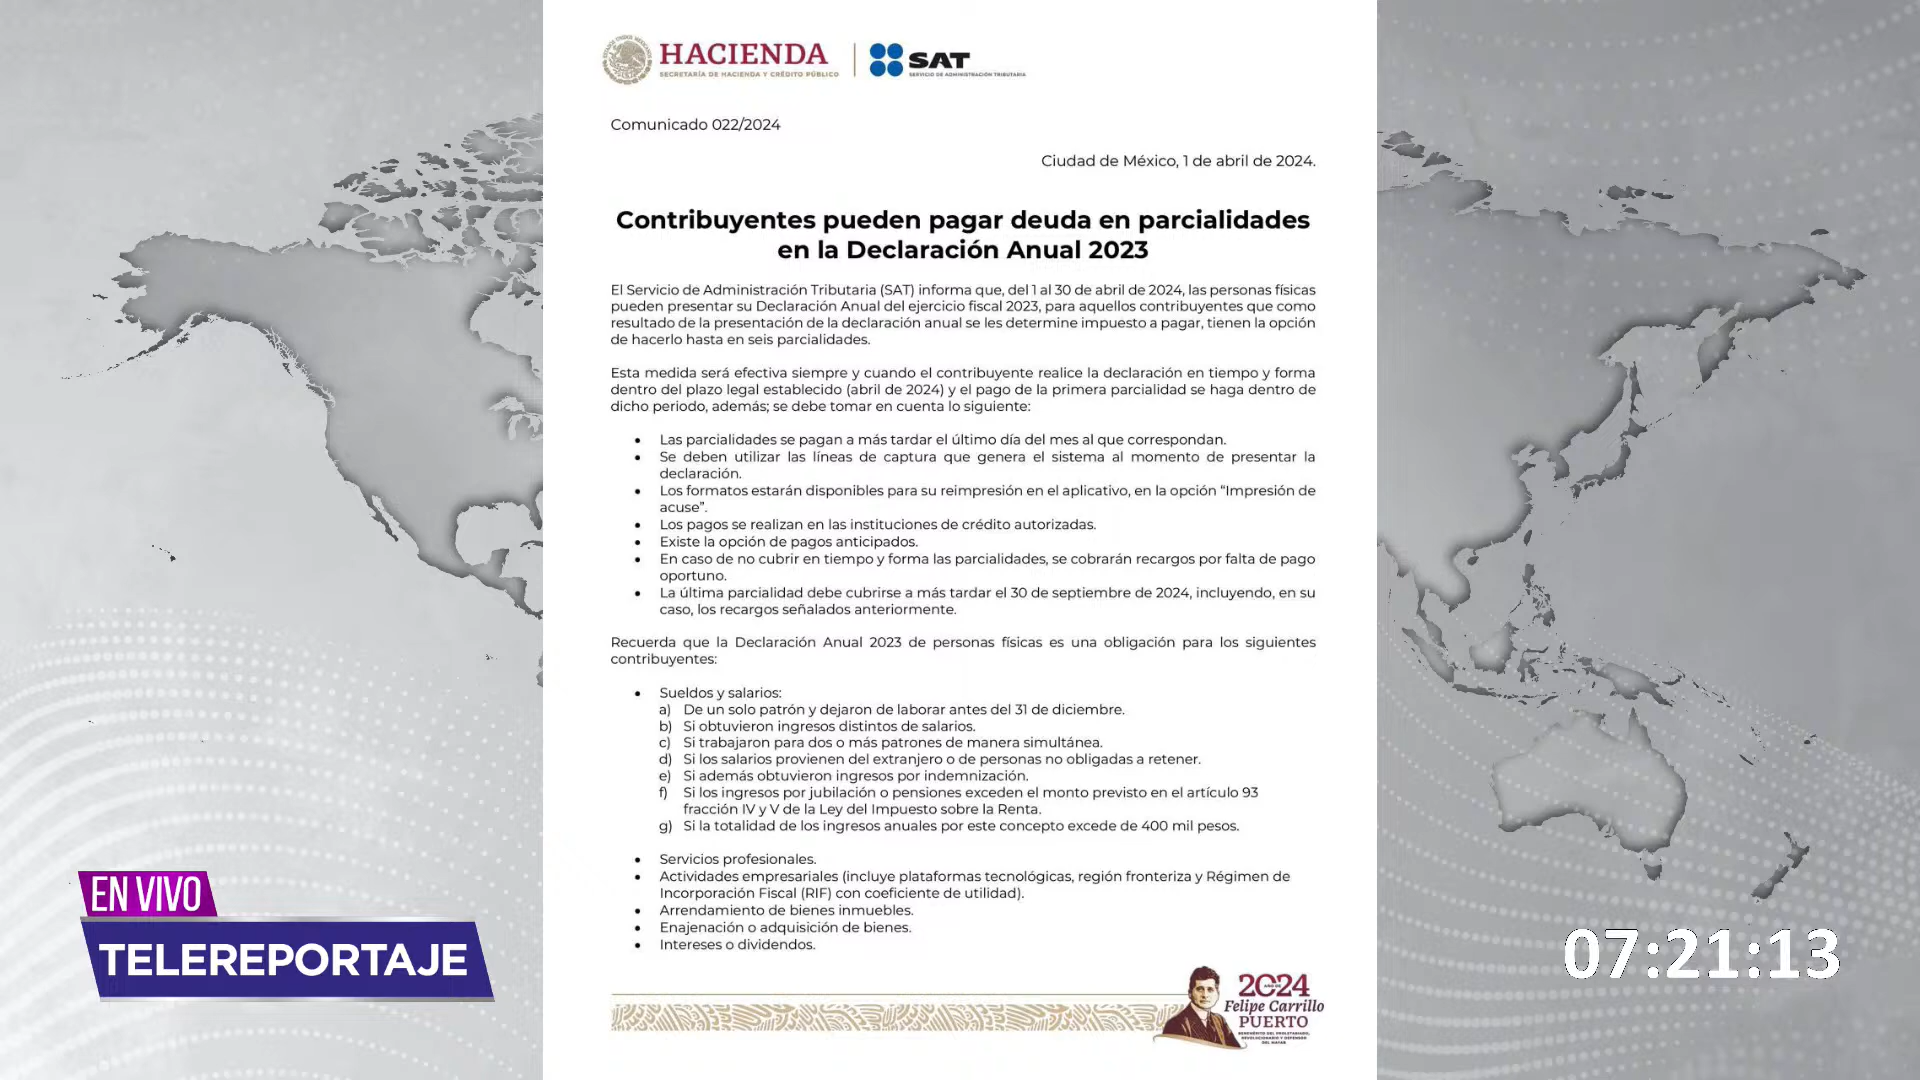 HACIENDA
SECRETARÍA DE HACIENDA Y CRÉDITO PÚBLICO
SAT
SERVICIO DE ADMINISTRACIÓN TRIBUTARIA
Comunicado 022/2024
Ciudad de México, 1 de abril de 2024.
Contribuyentes pueden pagar deuda en parcialidades
en la Declaración Anual 2023
El Servicio de Administración Tributaria (SAT) informa que, del 1 al 30 de abril de 2024, las personas físicas
pueden presentar su Declaración Anual del ejercicio fiscal 2023, para aquellos contribuyentes que como
resultado de la presentación de la declaración anual se les determine impuesto a pagar, tienen la opción
de hacerlo hasta en seis parcialidades.
Esta medida será efectiva siempre y cuando el contribuyente realice la declaración en tiempo y forma
dentro del plazo legal establecido (abril de 2024) y el pago de la primera parcialidad se haga dentro de
dicho periodo, además; se debe tomar en cuenta lo siguiente:
• Las parcialidades se pagan a más tardar el último día del mes al que correspondan.
• Se deben utilizar las líneas de captura que genera el sistema al momento de presentar la
declaración.
• Los formatos estarán disponibles para su reimpresión en el aplicativo, en la opción “Impresión de
acuse”.
• Los pagos se realizan en las instituciones de crédito autorizadas.
• Existe la opción de pagos anticipados.
• En caso de no cubrir en tiempo y forma las parcialidades, se cobrarán recargos por falta de pago
oportuno.
• La última parcialidad debe cubrirse a más tardar el 30 de septiembre de 2024, incluyendo, en su
caso, los recargos señalados anteriormente.
Recuerda que la Declaración Anual 2023 de personas físicas es una obligación para los siguientes
contribuyentes:
• Sueldos y salarios:
a) De un solo patrón y dejaron de laborar antes del 31 de diciembre.
b) Si obtuvieron ingresos distintos de salarios.
c) Si trabajaron para dos o más patrones de manera simultánea.
d) Si los salarios provienen del extranjero o de personas no obligadas a retener.
e) Si además obtuvieron ingresos por indemnización.
f) Si los ingresos por jubilación o pensiones exceden el monto previsto en el artículo 93
fracción IV y V de la Ley del Impuesto sobre la Renta.
g) Si la totalidad de los ingresos anuales por este concepto excede de 400 mil pesos.
• Servicios profesionales.
• Actividades empresariales (incluye plataformas tecnológicas, región fronteriza y Régimen de
Incorporación Fiscal (RIF) con coeficiente de utilidad).
• Arrendamiento de bienes inmuebles.
• Enajenación o adquisición de bienes.
• Intereses o dividendos.
2024
AÑO DE
Felipe Carrillo
PUERTO
BENEMÉRITO DEL PROLETARIADO,
REVOLUCIONARIO Y DEFENSOR
DEL MAYAB
EN VIVO
TELEREPORTAJE
07:21:13